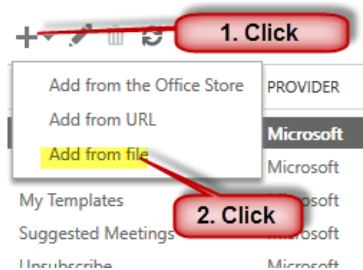 1. Click
Add from the Office Store
PROVIDER
Add from URL
Microsoft
Add from file
Microsoft
My Templates
2. Click
Suggested Meetings
Unsubscribe
Microsoft